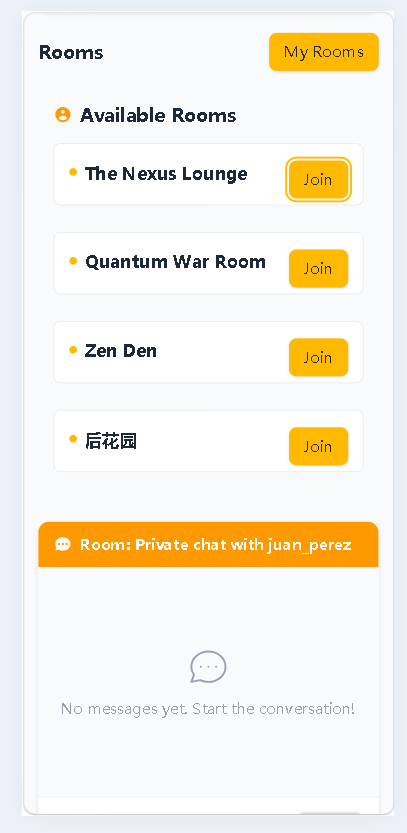 Rooms
My Rooms
Available Rooms
The Nexus Lounge
Join
Quantum War Room
Join
Zen Den
Join
后花园
Join
Room: Private chat with juan_perez
No messages yet. Start the conversation!